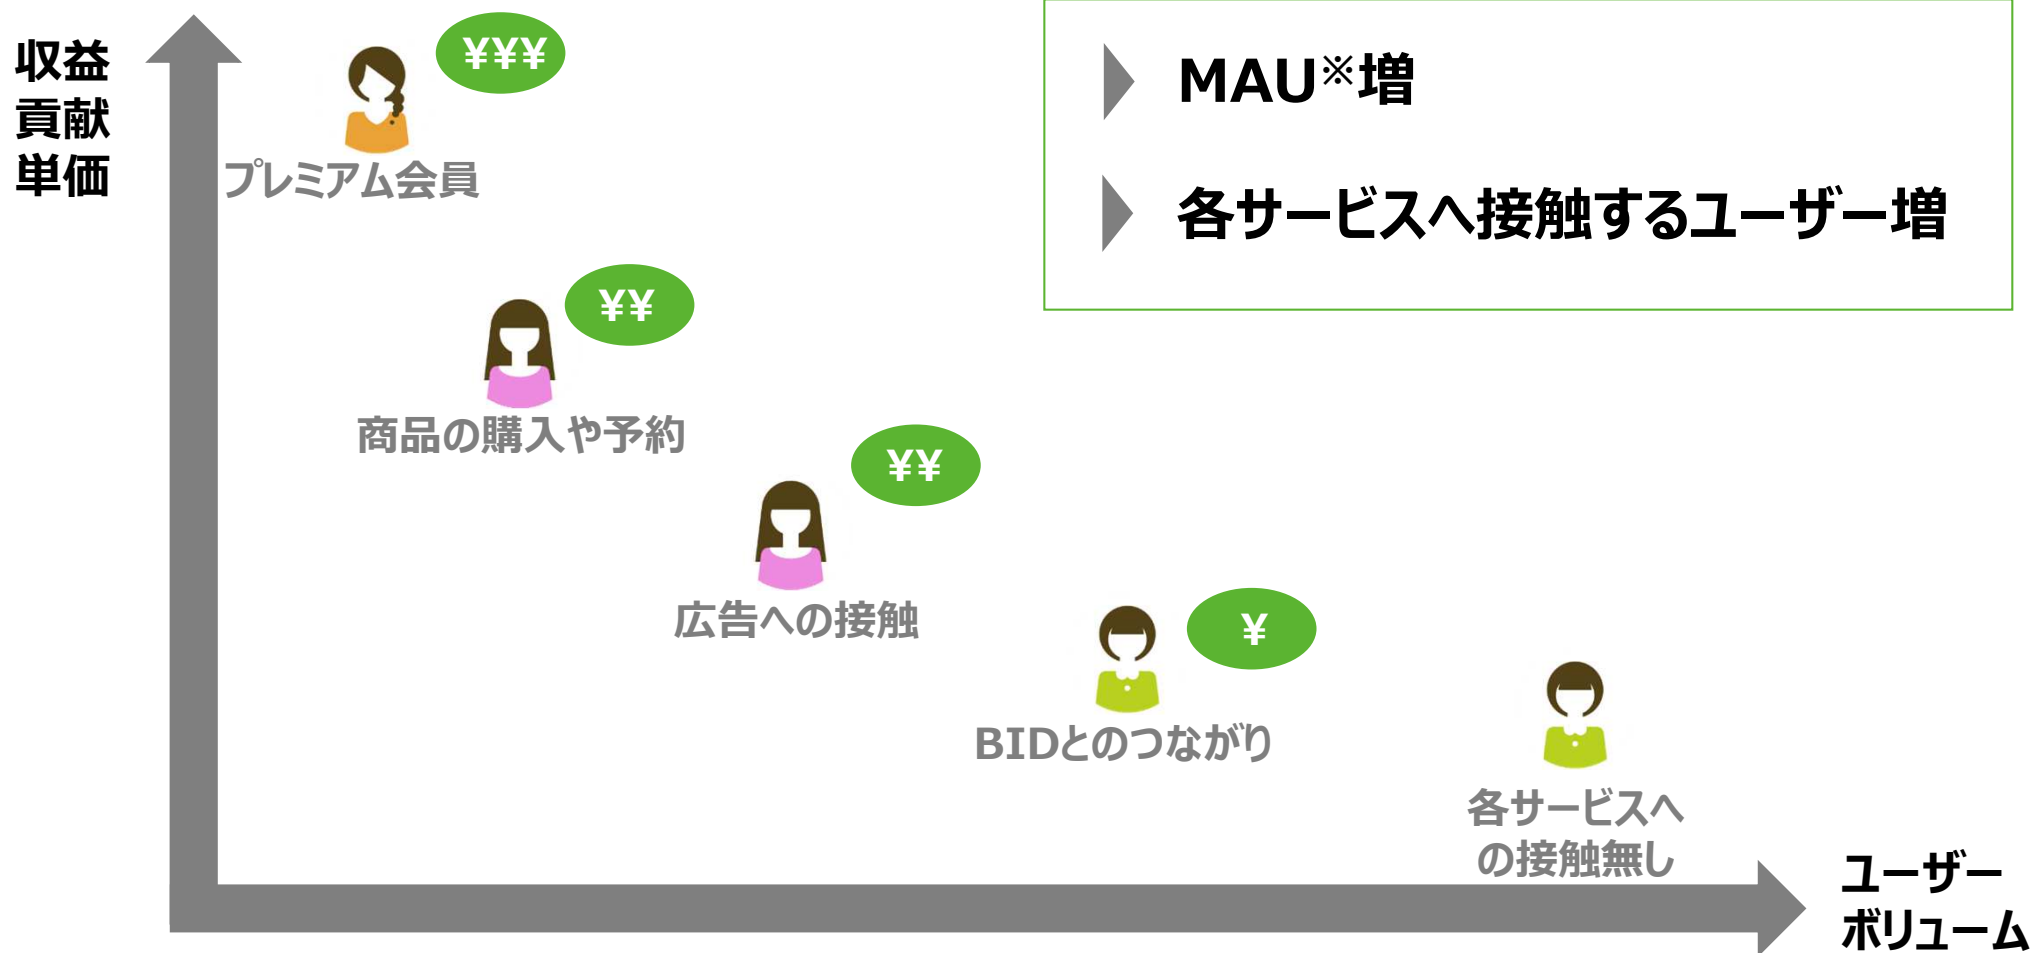 収益
貢献
単価
¥¥¥
プレミアム会員
MAU※増
各サービスへ接触するユーザー増
¥¥
商品の購入や予約
¥¥
広告への接触
¥
BIDとのつながり
各サービスへ
の接触無し
ユーザー
ボリューム